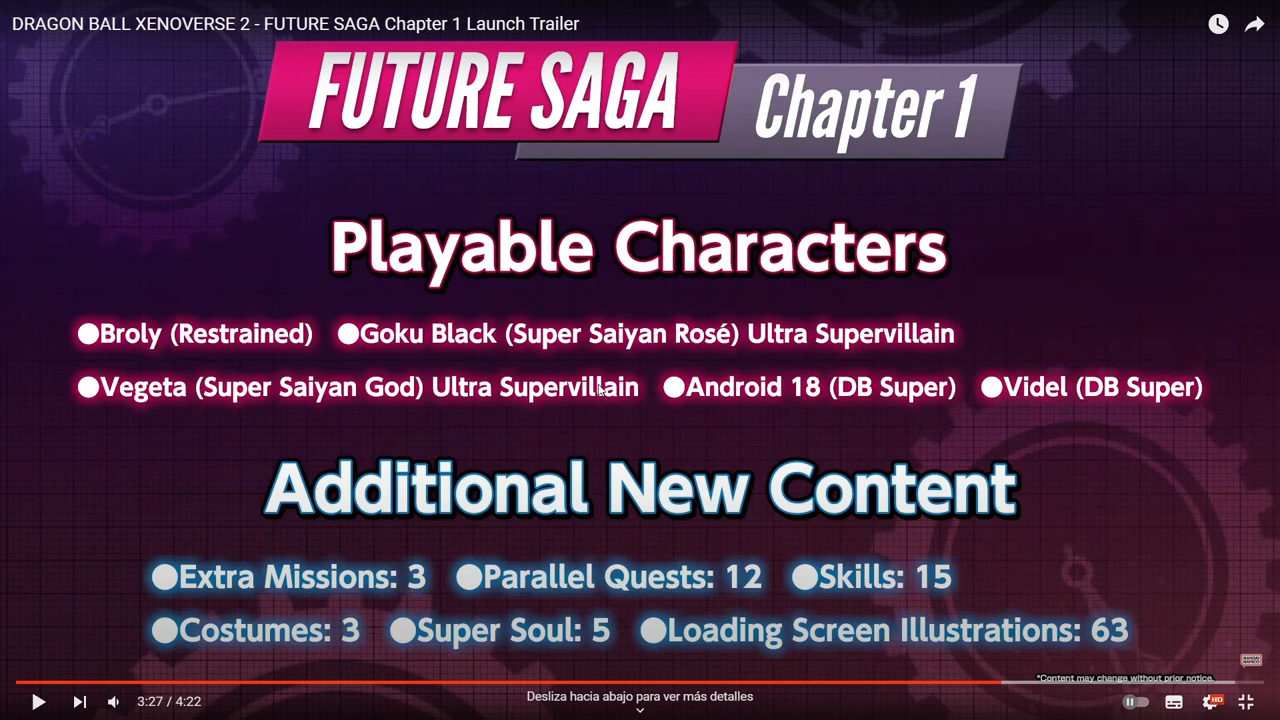 DRAGON BALL XENOVERSE 2 - FUTURE SAGA Chapter 1 Launch Trailer
FUTURE SAGA Chapter 1
Playable Characters
●Broly (Restrained) ●Goku Black (Super Saiyan Rosé) Ultra Supervillain
●Vegeta (Super Saiyan God) Ultra Supervillain ●Android 18 (DB Super) ●Videl (DB Super)
Additional New Content
●Extra Missions: 3 ●Parallel Quests: 12 ●Skills: 15
●Costumes: 3 ●Super Soul: 5 ●Loading Screen Illustrations: 63
BANDAI NAMCO
*Content may change without prior notice.
3:27 / 4:22
Desliza hacia abajo para ver más detalles
HD